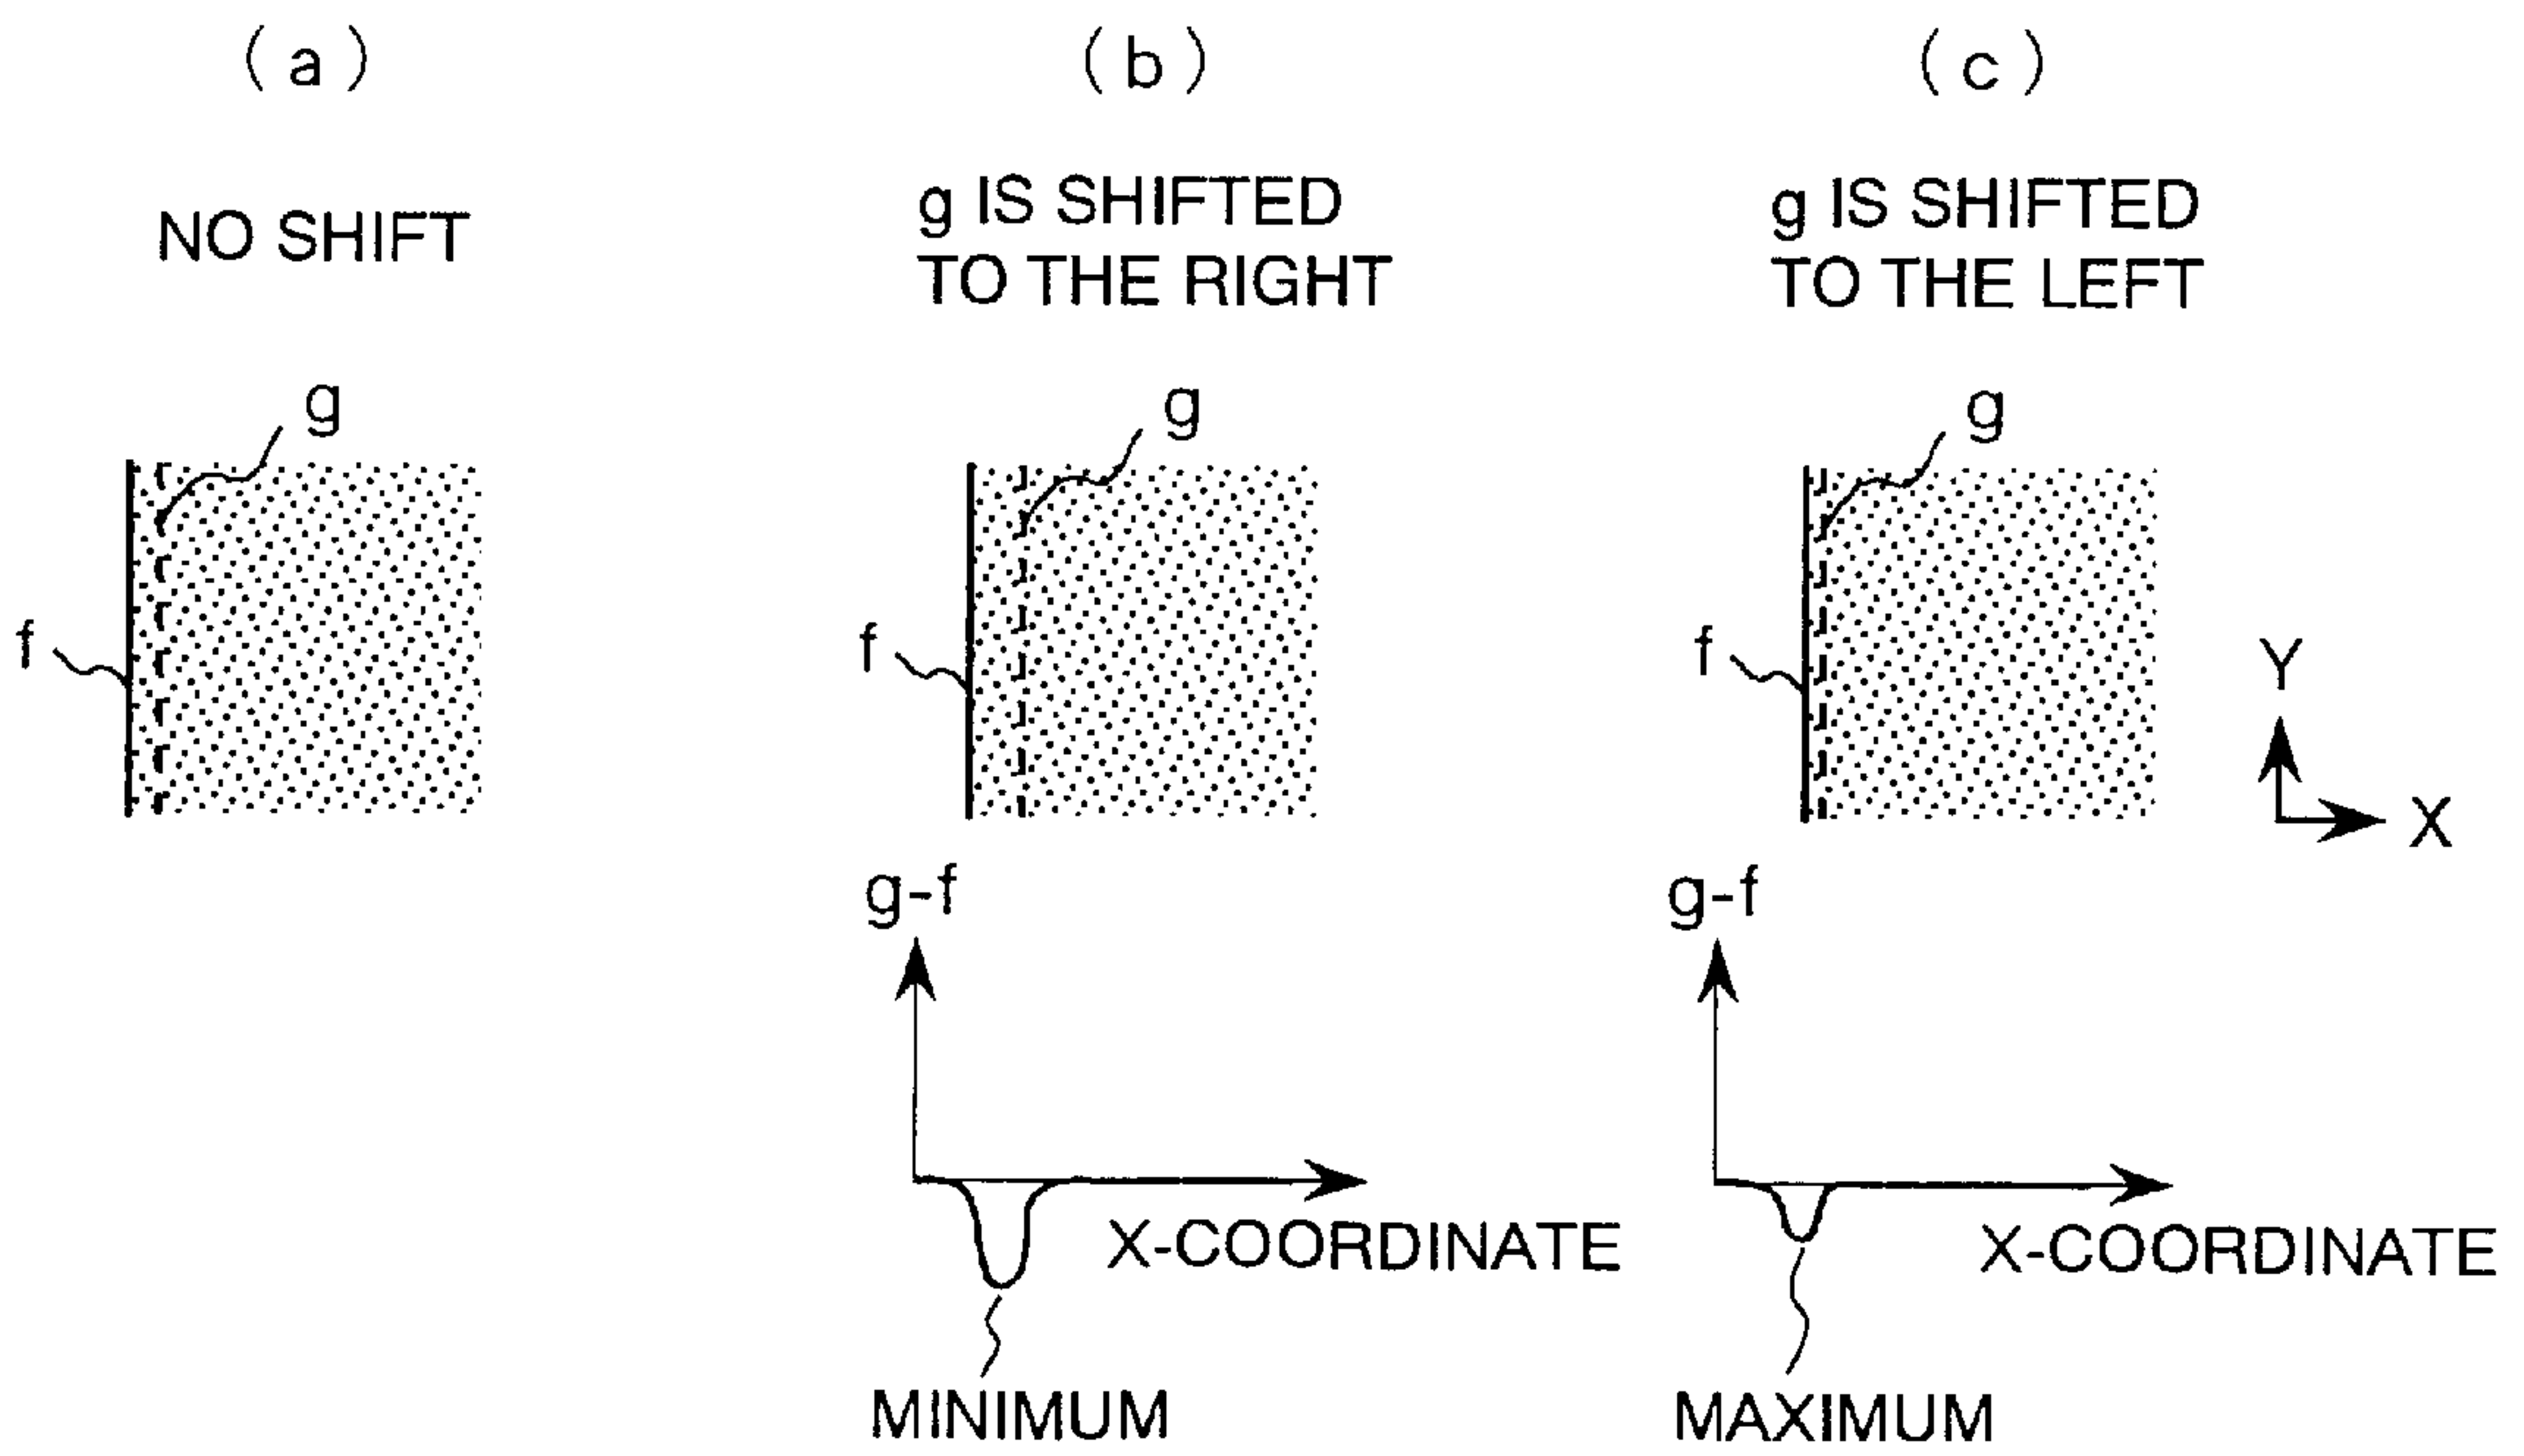 (a)
NO SHIFT
g
f
(b)
g IS SHIFTED
TO THE RIGHT
g
f
g-f
X-COORDINATE
MINIMUM
(c)
g IS SHIFTED
TO THE LEFT
g
f
Y
X
g-f
X-COORDINATE
MAXIMUM